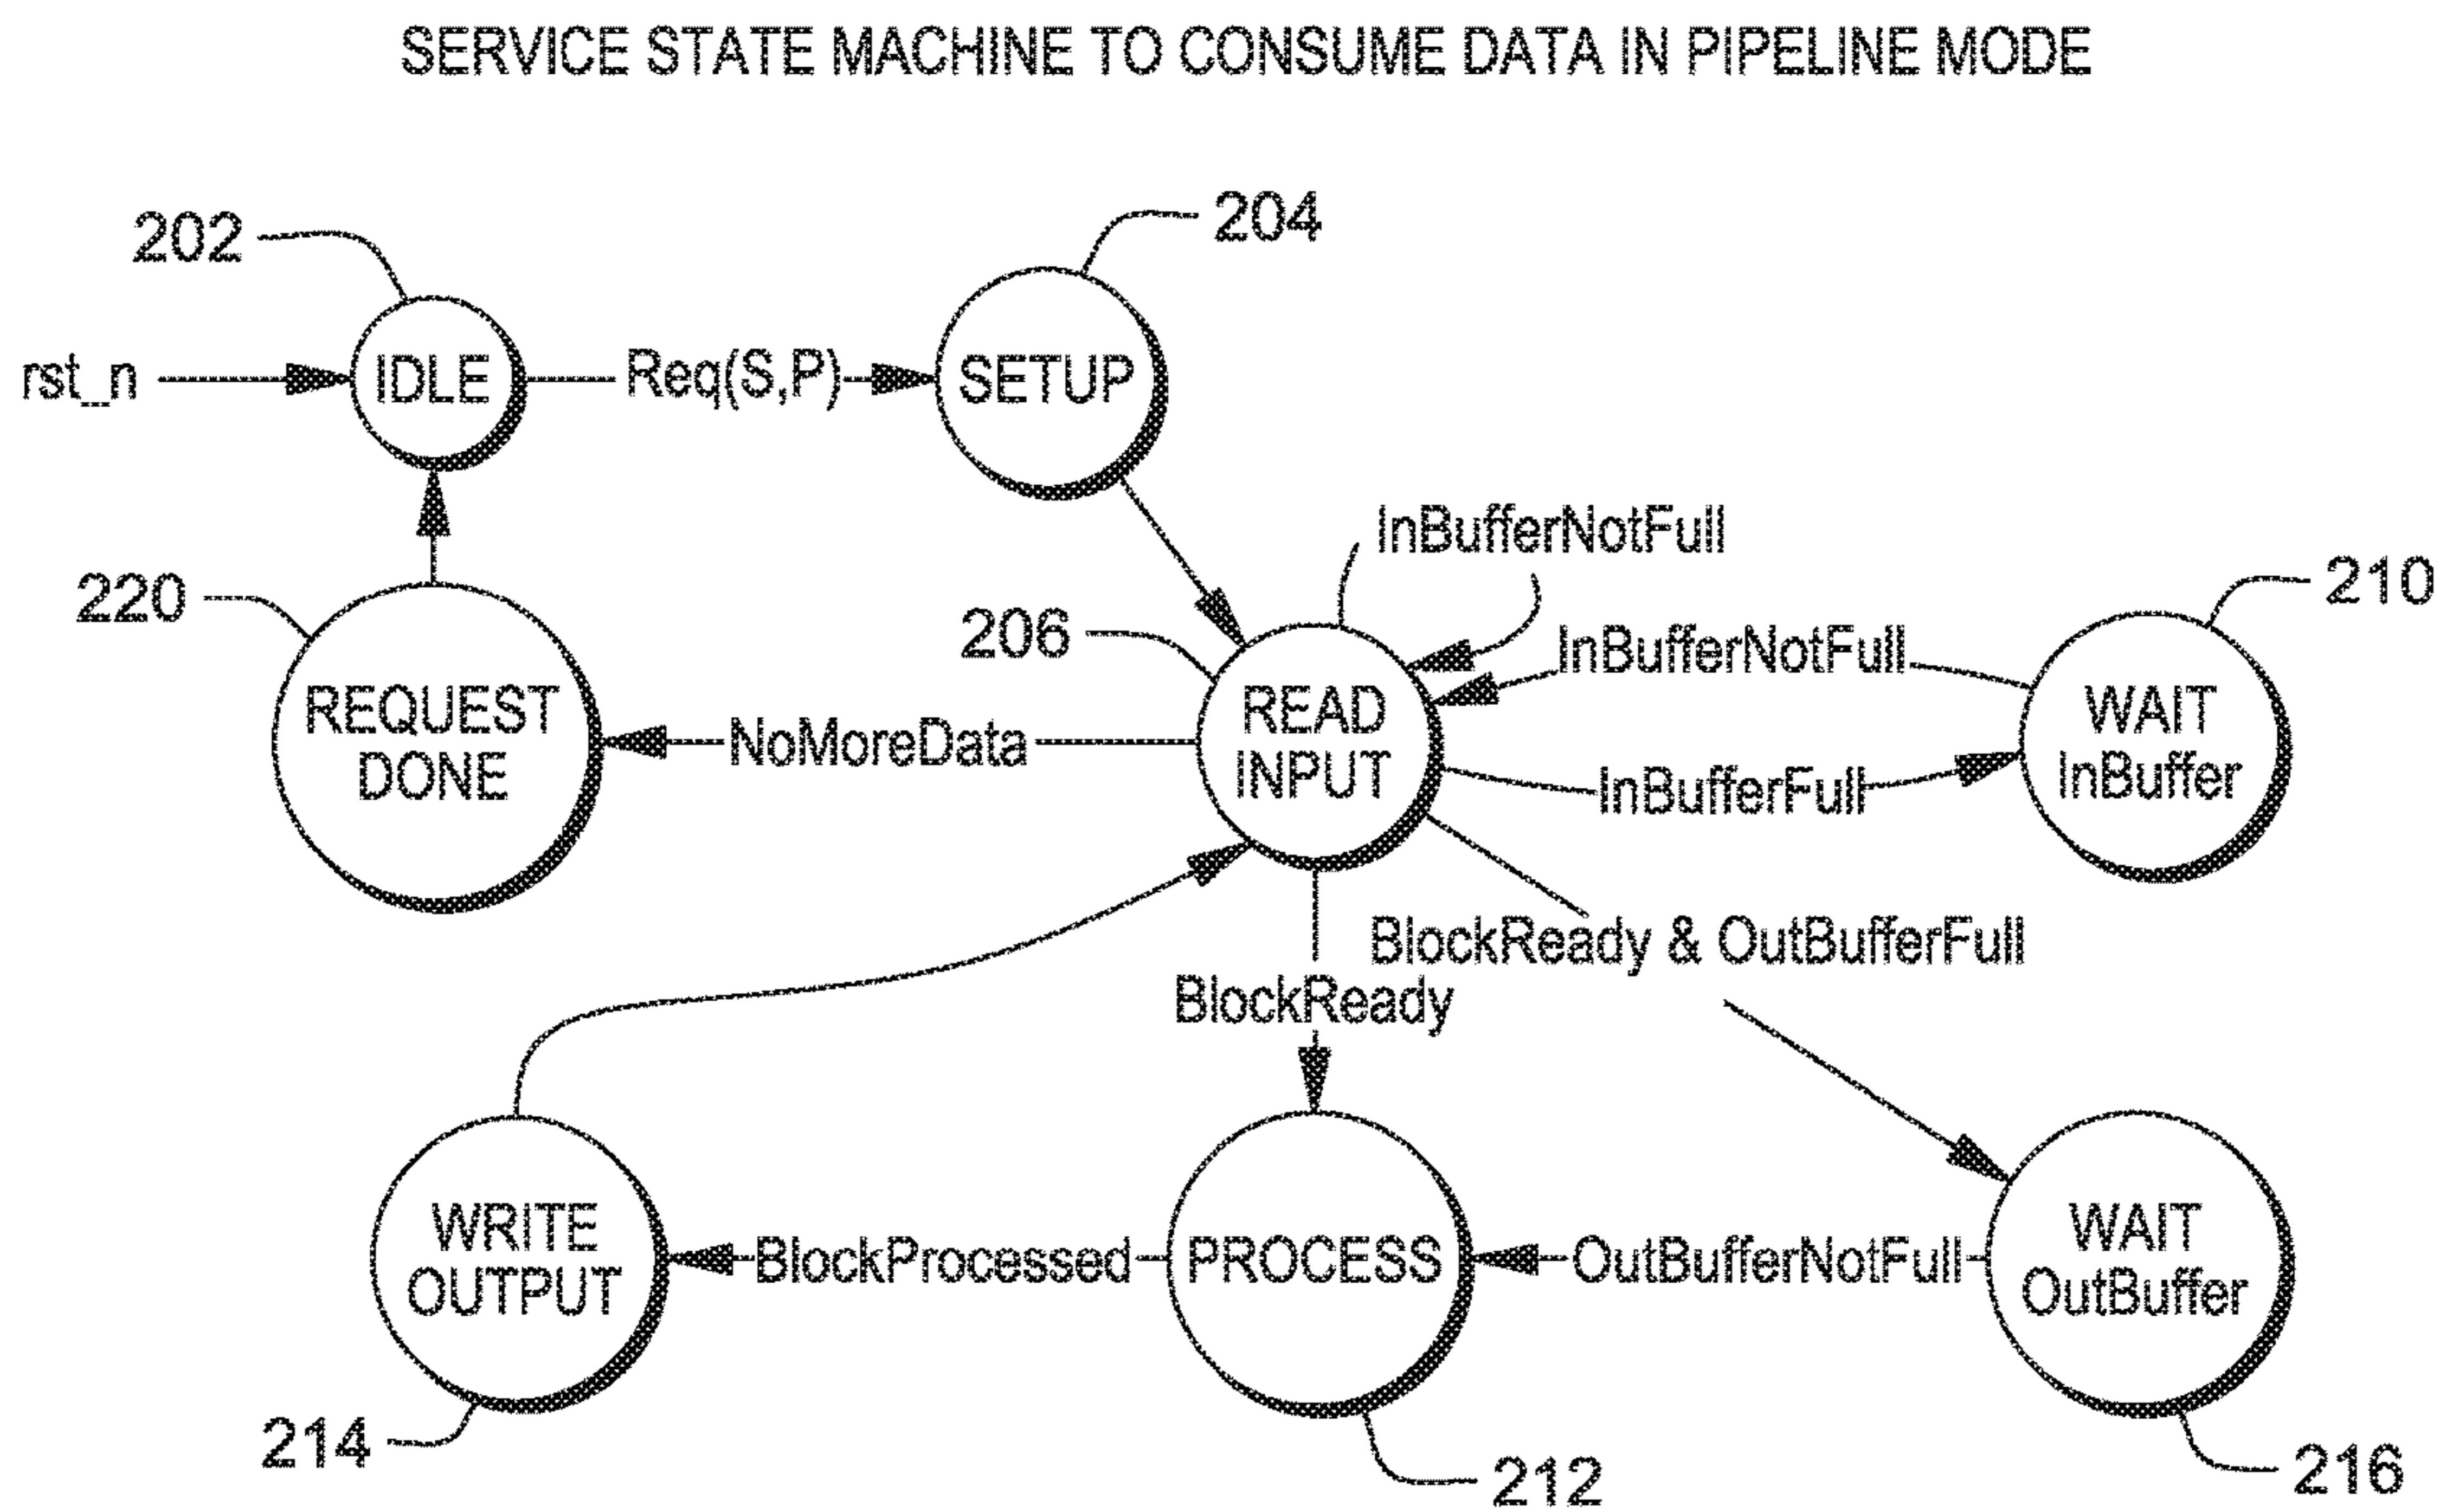 SERVICE STATE MACHINE TO CONSUME DATA IN PIPELINE MODE
202
204
rst_n
IDLE
Req(S,P)
SETUP
InBufferNotFull
220
206
210
InBufferNotFull
REQUEST
DONE
NoMoreData
READ
INPUT
WAIT
InBuffer
InBufferFull
BlockReady & OutBufferFull
BlockReady
WRITE
OUTPUT
BlockProcessed
PROCESS
OutBufferNotFull
WAIT
OutBuffer
214
212
216